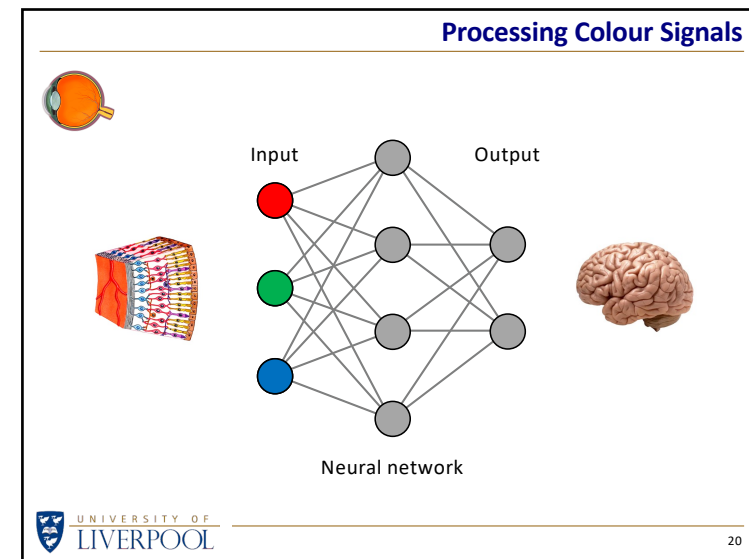 Processing Colour Signals
Input
Output
Neural network
UNIVERSITY OF
LIVERPOOL
20